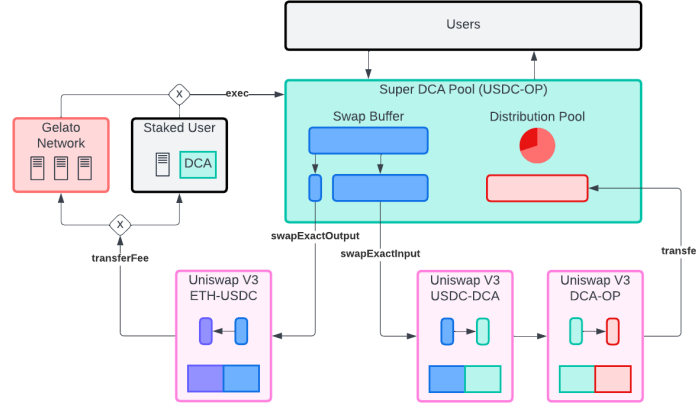 Users
X
exec
Super DCA Pool (USDC-OP)
Swap Buffer
Distribution Pool
Gelato
Network
Staked User
DCA
X
swapExactOutput
swapExactInput
transferFee
transfe
Uniswap V3
ETH-USDC
Uniswap V3
USDC-DCA
Uniswap V3
DCA-OP